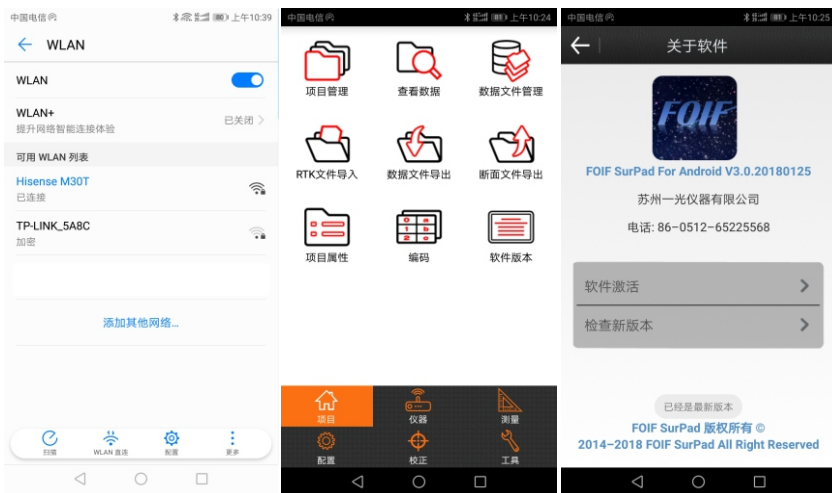 中国电信
上午10:39
WLAN
WLAN
WLAN+
提升网络智能连接体验
已关闭
可用 WLAN 列表
Hisense M30T
已连接
TP-LINK_5A8C
加密
添加其他网络...
扫描
WLAN 直连
配置
更多
中国电信
上午10:24
项目管理
查看数据
数据文件管理
RTK文件导入
数据文件导出
断面文件导出
项目属性
编码
软件版本
项目
仪器
测量
配置
校正
工具
中国电信
上午10:25
关于软件
FOIF
FOIF SurPad For Android V3.0.20180125
苏州一光仪器有限公司
电话: 86-0512-65225568
软件激活
检查新版本
已经是最新版本
FOIF SurPad 版权所有 ©
2014-2018 FOIF SurPad All Right Reserved